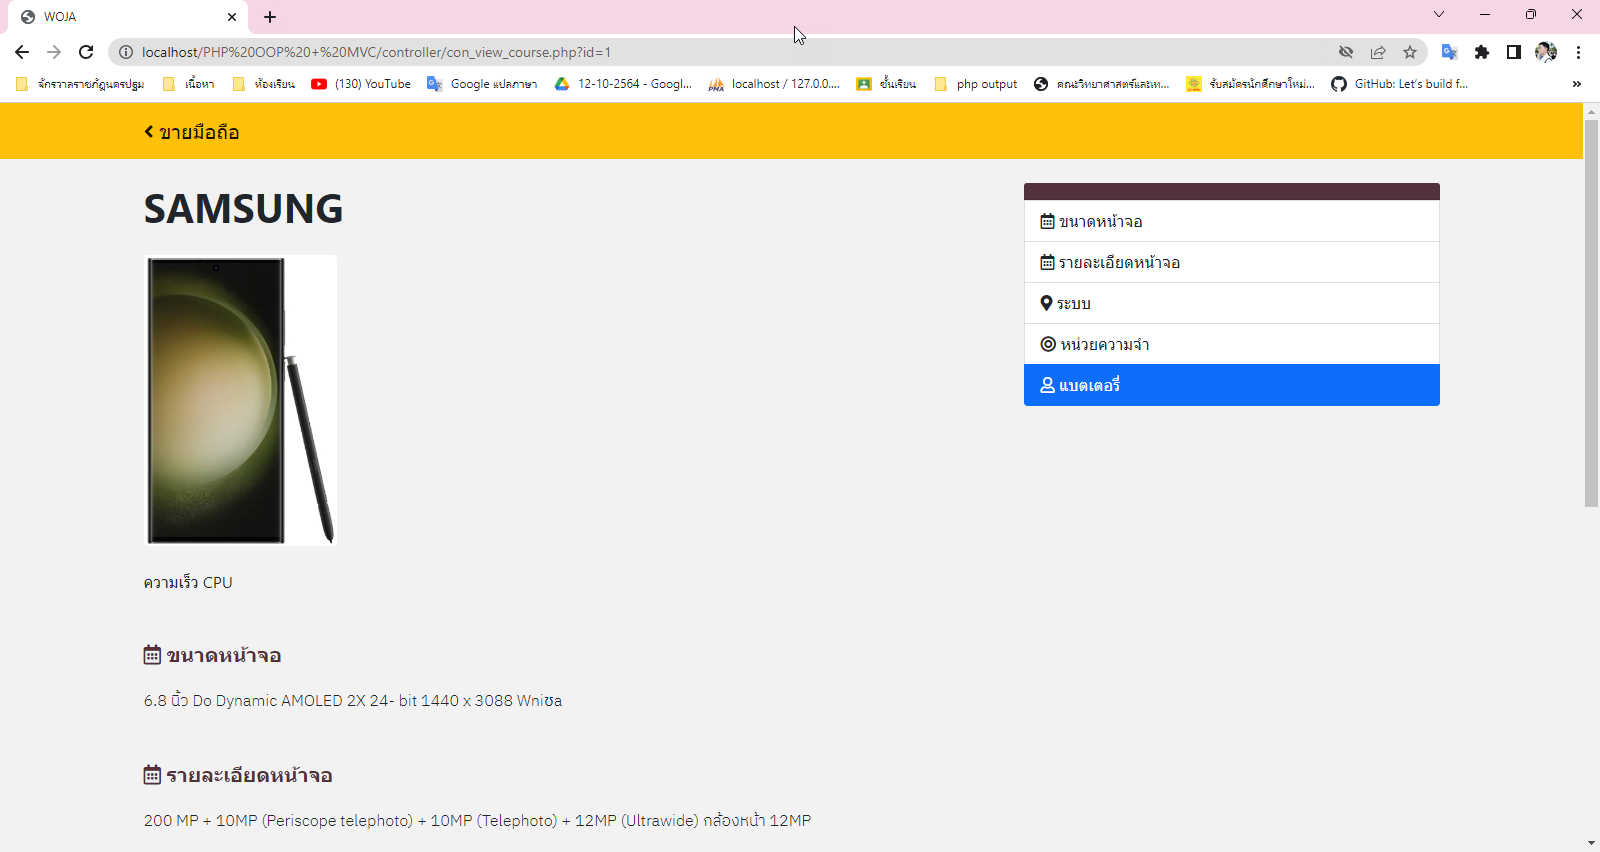 WOJA
localhost/PHP%20OOP%20+%20MVC/controller/con_view_course.php?id=1
จักรวาลราชภัฏนครปฐม เนื้อหา ห้องเรียน (130) YouTube Google แปลภาษา 12-10-2564 - Googl... localhost / 127.0.0.... ชั้นเรียน php output คณะวิทยาศาสตร์และเท... รับสมัครนักศึกษาใหม่... GitHub: Let's build f...
ขายมือถือ
SAMSUNG
ขนาดหน้าจอ
รายละเอียดหน้าจอ
ระบบ
หน่วยความจำ
แบตเตอรี่
ความเร็ว CPU
ขนาดหน้าจอ
6.8 นิ้ว Do Dynamic AMOLED 2X 24- bit 1440 x 3088 Wniชล
รายละเอียดหน้าจอ
200 MP + 10MP (Periscope telephoto) + 10MP (Telephoto) + 12MP (Ultrawide) กล้องหน้า 12MP